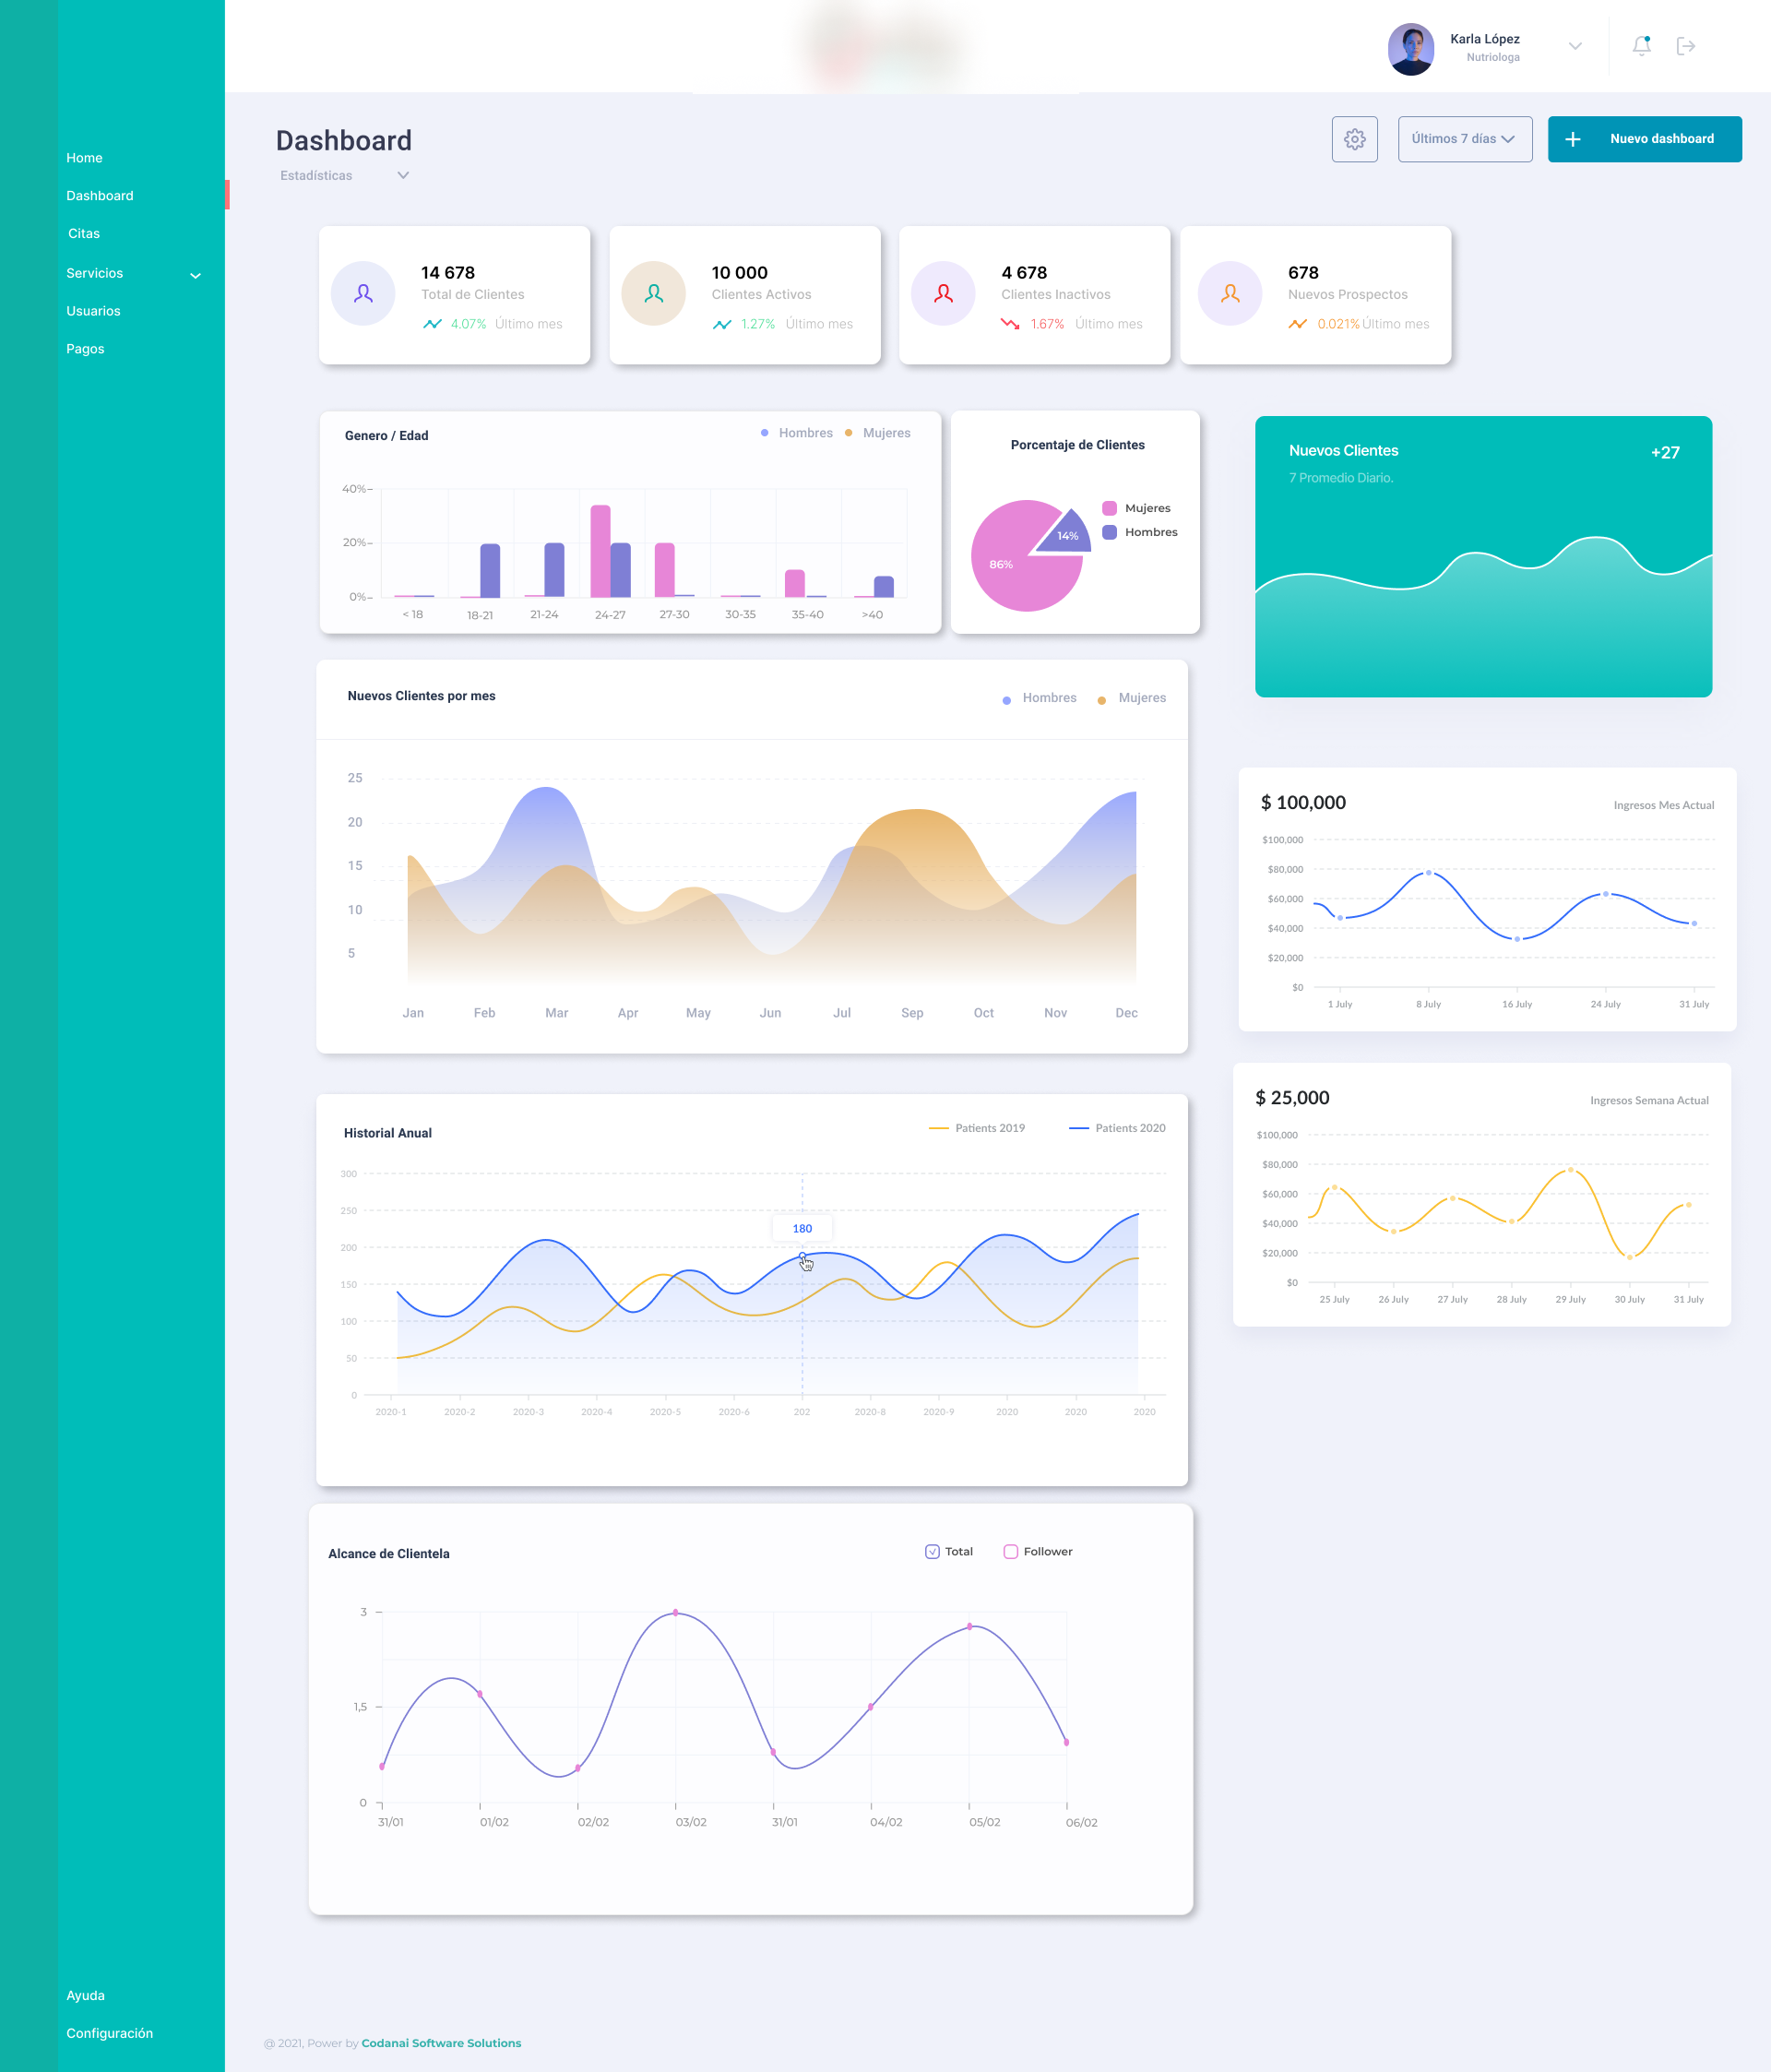 Karla López
Nutriologa
Home
Dashboard
Citas
Servicios
Usuarios
Pagos
Ayuda
Configuración
Dashboard
Estadísticas
Últimos 7 días
Nuevo dashboard
14 678
Total de Clientes
4.07% Último mes
10 000
Clientes Activos
1.27% Último mes
4 678
Clientes Inactivos
1.67% Último mes
678
Nuevos Prospectos
0.021% Último mes
Genero / Edad
Hombres Mujeres
40%
20%
0%
< 18 18-21 21-24 24-27 27-30 30-35 35-40 >40
Porcentaje de Clientes
Mujeres
Hombres
14%
86%
Nuevos Clientes +27
7 Promedio Diario.
Nuevos Clientes por mes
Hombres Mujeres
25
20
15
10
5
Jan Feb Mar Apr May Jun Jul Sep Oct Nov Dec
$ 100,000
Ingresos Mes Actual
$100,000
$80,000
$60,000
$40,000
$20,000
$0
1 July 8 July 16 July 24 July 31 July
$ 25,000
Ingresos Semana Actual
$100,000
$80,000
$60,000
$40,000
$20,000
$0
25 July 26 July 27 July 28 July 29 July 30 July 31 July
Historial Anual
Patients 2019 Patients 2020
300
250
200
150
100
50
0
180
2020-1 2020-2 2020-3 2020-4 2020-5 2020-6 202 2020-8 2020-9 2020 2020 2020
Alcance de Clientela
Total Follower
3
1,5
0
31/01 01/02 02/02 03/02 31/01 04/02 05/02 06/02
@ 2021, Power by Codanai Software Solutions